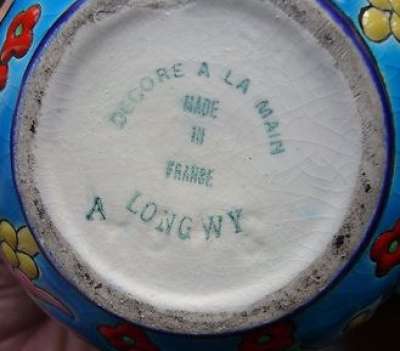 DECORE A LA MAIN
MADE
IN
FRANCE
A LONGWY